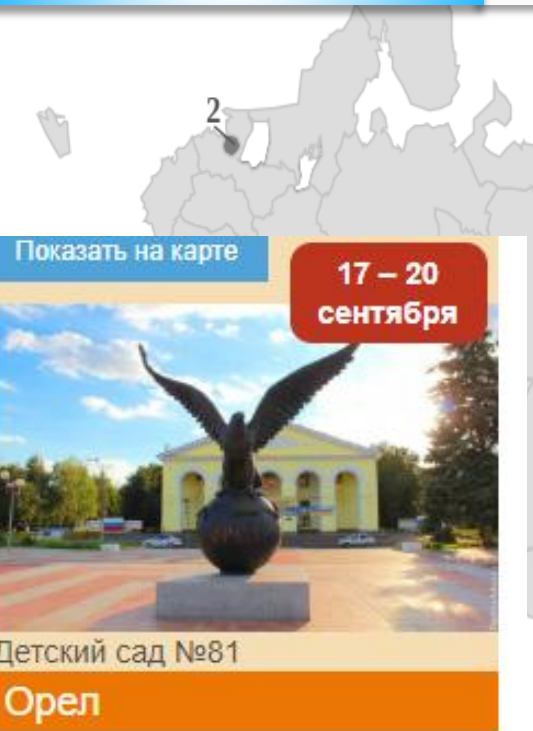 2
Показать на карте
17 – 20
сентября
Детский сад №81
Орел